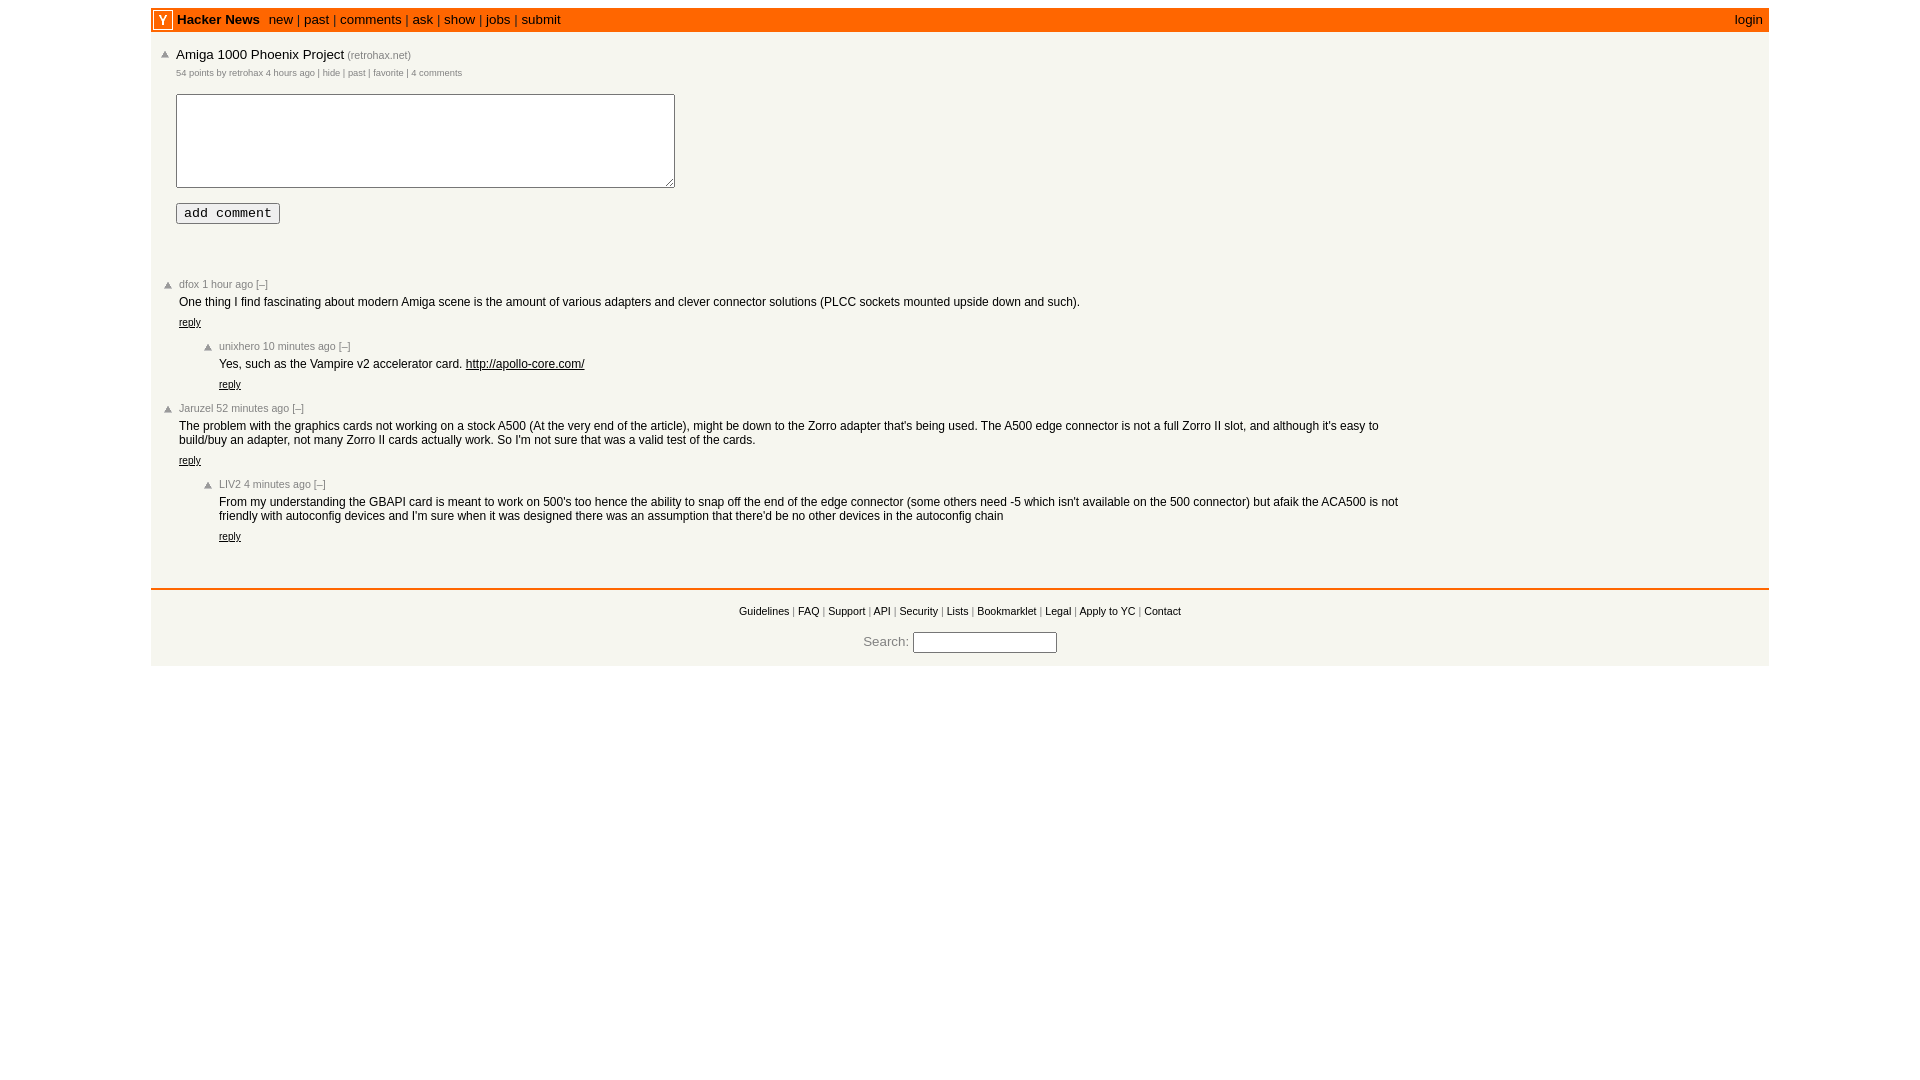 Y Hacker News new | past | comments | ask | show | jobs | submit login
Amiga 1000 Phoenix Project (retrohax.net)
54 points by retrohax 4 hours ago | hide | past | favorite | 4 comments
add comment
dfox 1 hour ago [–]
One thing I find fascinating about modern Amiga scene is the amount of various adapters and clever connector solutions (PLCC sockets mounted upside down and such).
reply
unixhero 10 minutes ago [–]
Yes, such as the Vampire v2 accelerator card. http://apollo-core.com/
reply
Jaruzel 52 minutes ago [–]
The problem with the graphics cards not working on a stock A500 (At the very end of the article), might be down to the Zorro adapter that's being used. The A500 edge connector is not a full Zorro II slot, and although it's easy to
build/buy an adapter, not many Zorro II cards actually work. So I'm not sure that was a valid test of the cards.
reply
LIV2 4 minutes ago [–]
From my understanding the GBAPI card is meant to work on 500's too hence the ability to snap off the end of the edge connector (some others need -5 which isn't available on the 500 connector) but afaik the ACA500 is not
friendly with autoconfig devices and I'm sure when it was designed there was an assumption that there'd be no other devices in the autoconfig chain
reply
Guidelines | FAQ | Support | API | Security | Lists | Bookmarklet | Legal | Apply to YC | Contact
Search: